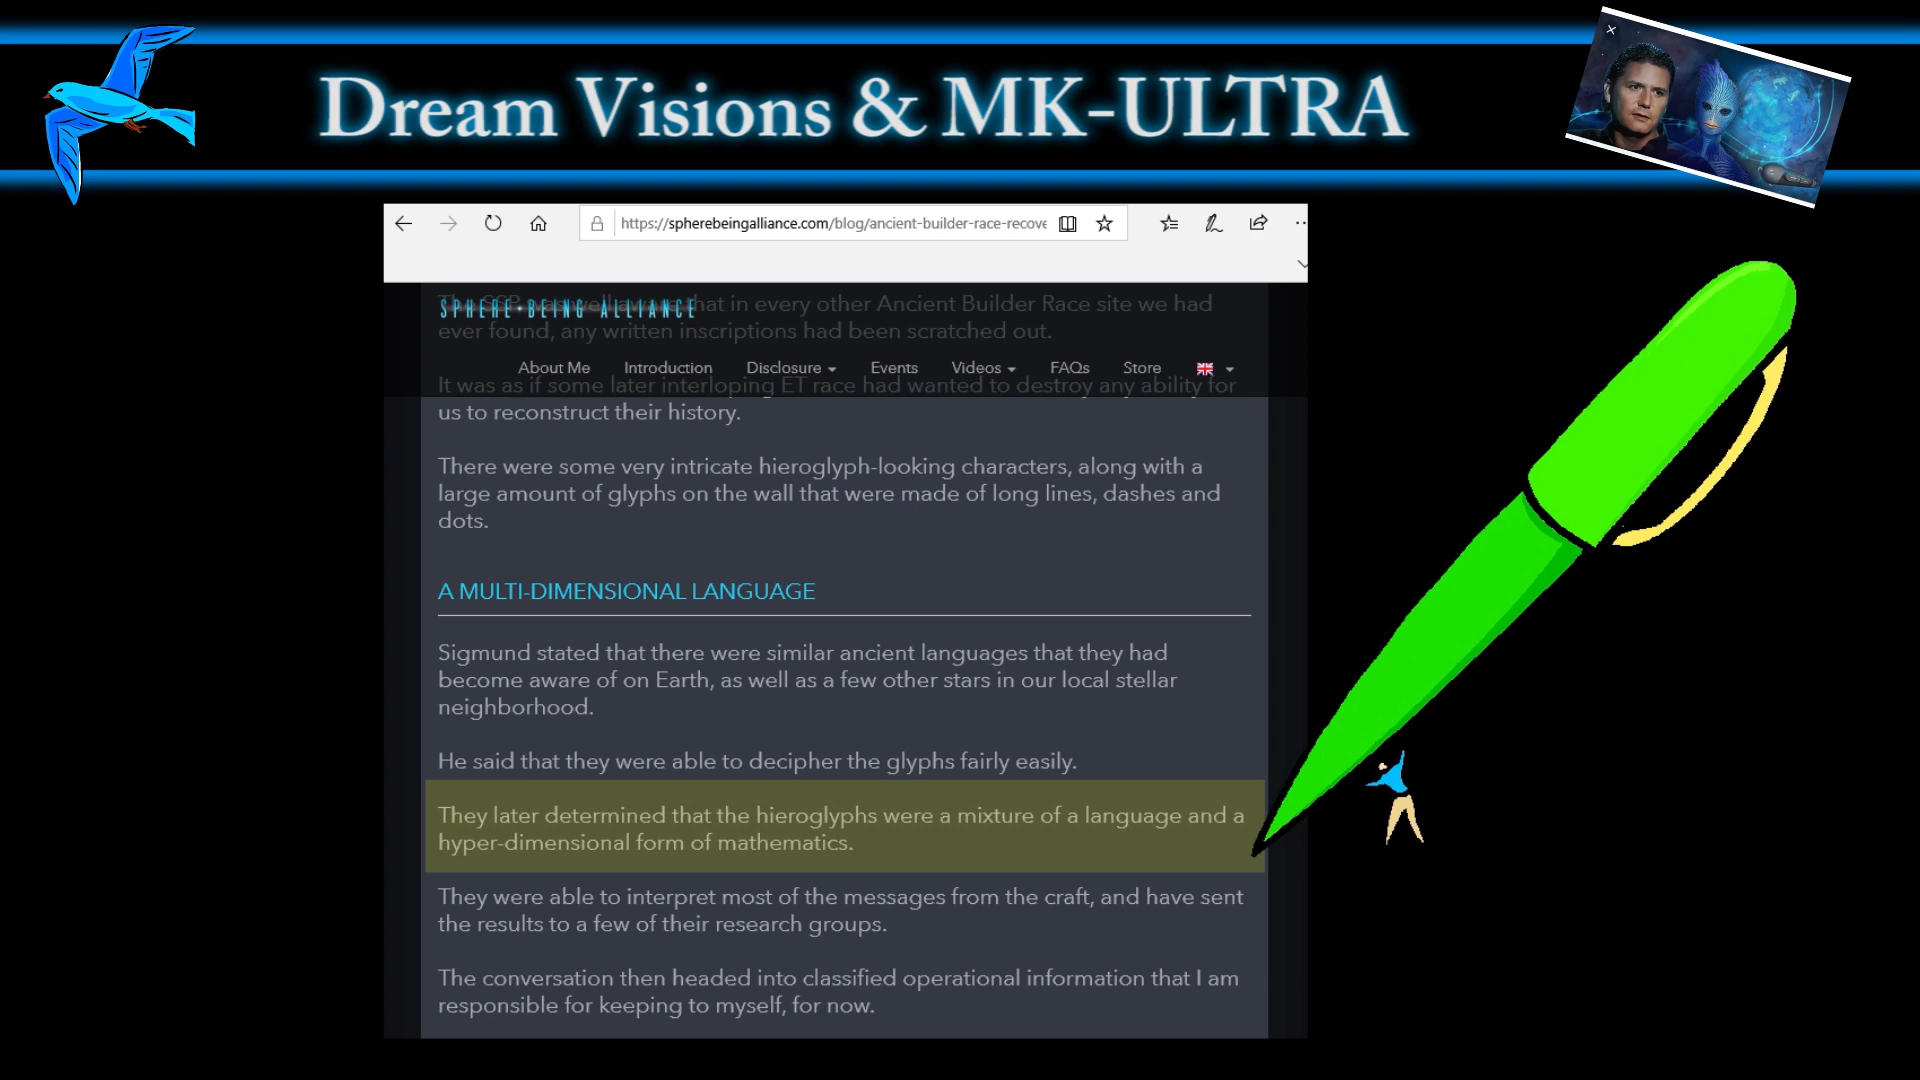 Dream Visions & MK-ULTRA
https://spherebeingalliance.com/blog/ancient-builder-race-recove
The SSP was well aware that in every other Ancient Builder Race site we had
SPHERE•BEING ALLIANCE
ever found, any written inscriptions had been scratched out.
About Me Introduction Disclosure Events Videos FAQs Store
It was as if some later interloping ET race had wanted to destroy any ability for
us to reconstruct their history.
There were some very intricate hieroglyph-looking characters, along with a
large amount of glyphs on the wall that were made of long lines, dashes and
dots.
A MULTI-DIMENSIONAL LANGUAGE
Sigmund stated that there were similar ancient languages that they had
become aware of on Earth, as well as a few other stars in our local stellar
neighborhood.
He said that they were able to decipher the glyphs fairly easily.
They later determined that the hieroglyphs were a mixture of a language and a
hyper-dimensional form of mathematics.
They were able to interpret most of the messages from the craft, and have sent
the results to a few of their research groups.
The conversation then headed into classified operational information that I am
responsible for keeping to myself, for now.